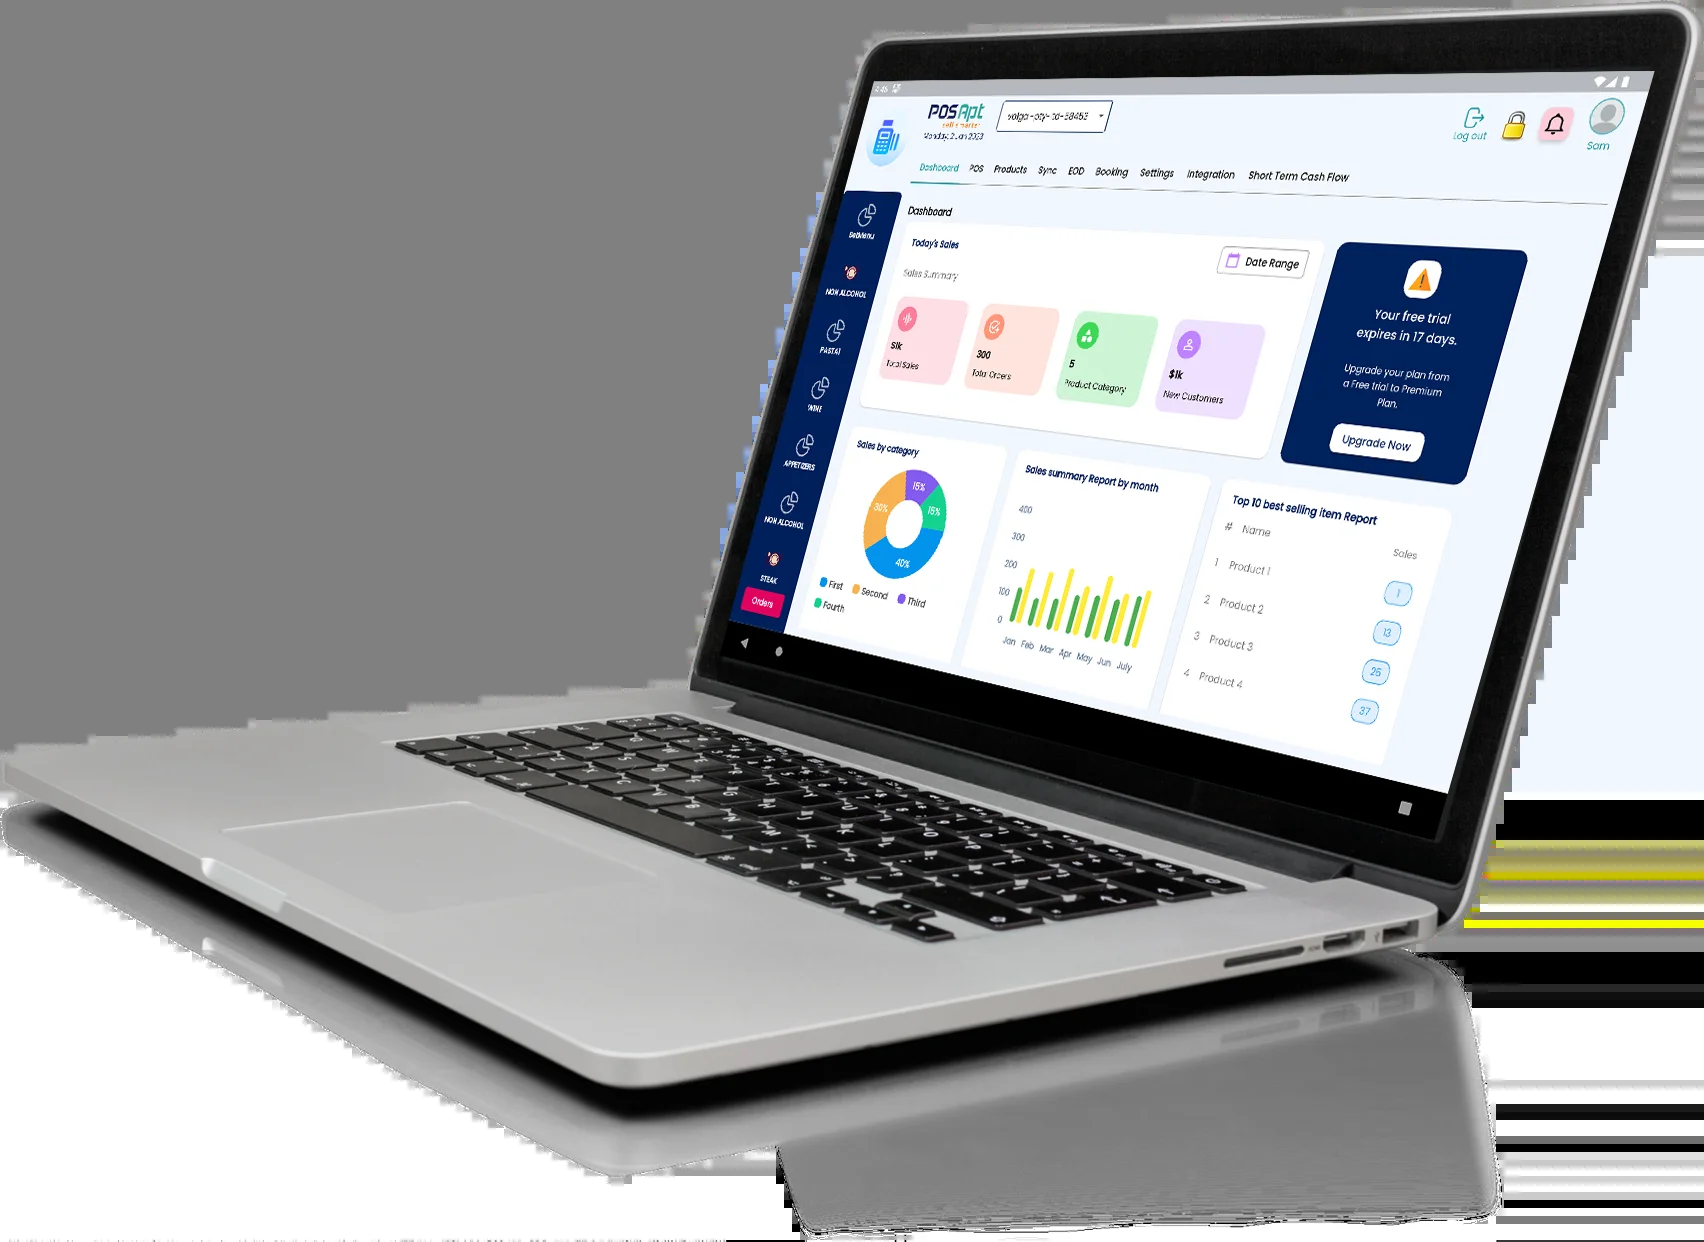 POSApt
sell smarter
Monday, 2 Jan 2023
Log out
Sam
Dashboard POS Products Sync EOD Booking Settings Integration Short Term Cash Flow
SetMenu
NON ALCOHOL
PASTA1
WINE
APPETIZERS
NON ALCOHOL
STEAK
Orders
Dashboard
Today's Sales
Date Range
Sales Summary
$1k
Total Sales
300
Total Orders
5
Product Category
$1k
New Customers
Your free trial
expires in 17 days.
Upgrade your plan from
a Free trial to Premium
Plan.
Upgrade Now
Sales by category
15%
15%
30%
40%
First Second Third
Fourth
Sales summary Report by month
400
300
200
100
0
Jan Feb Mar Apr May Jun July
Top 10 best selling item Report
# Name Sales
1 Product 1 1
2 Product 2 13
3 Product 3 25
4 Product 4 37